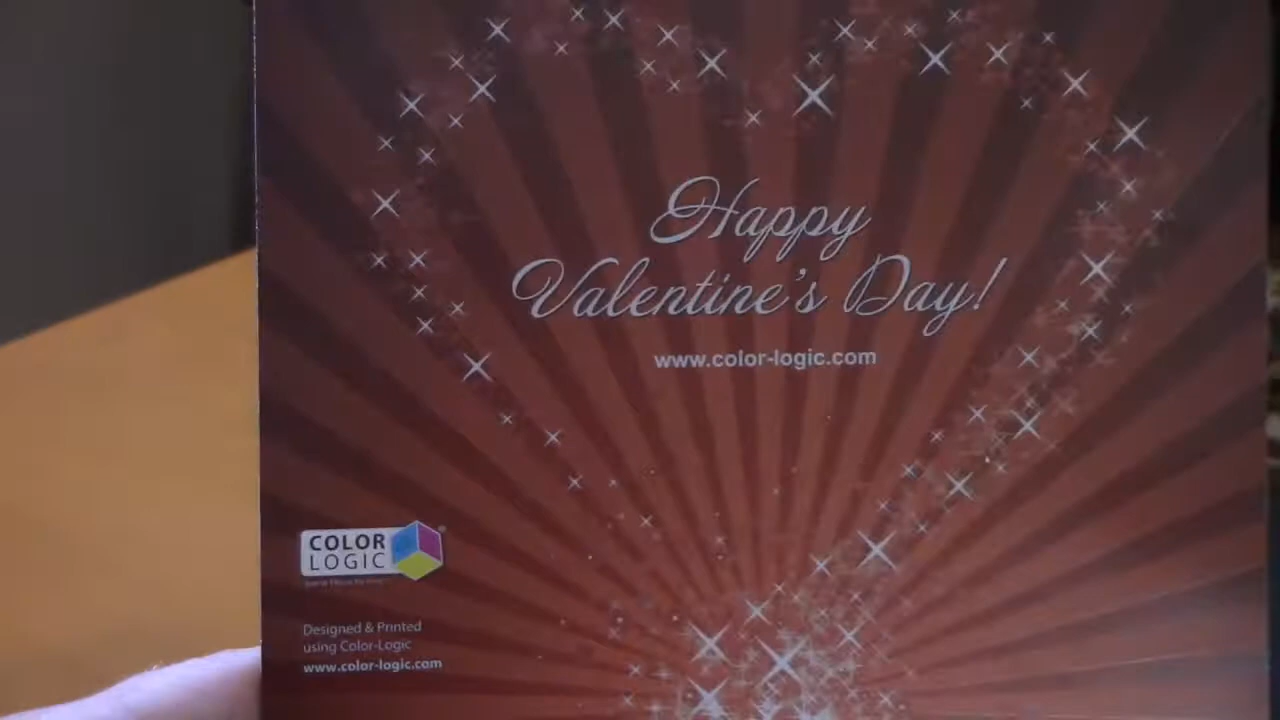 Happy
Valentine's Day!
www.color-logic.com
COLOR
LOGIC
Designed & Printed
using Color-Logic
www.color-logic.com